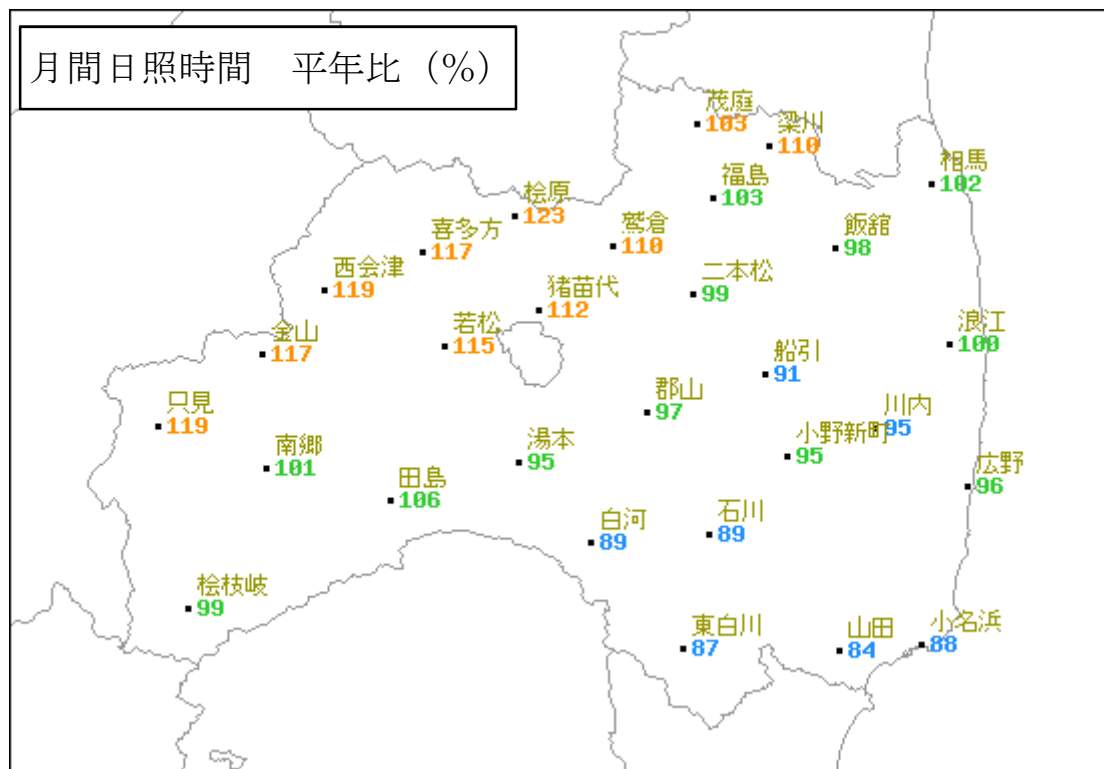 月間日照時間　平年比（％）
茂庭
103
梁川
110
相馬
102
福島
103
桧原
123
喜多方
117
鷲倉
110
飯舘
98
西会津
119
猪苗代
112
二本松
99
金山
117
若松
115
船引
91
浪江
100
只見
119
郡山
97
川内
95
南郷
101
湯本
95
小野新町
95
田島
106
広野
96
白河
89
石川
89
桧枝岐
99
東白川
87
山田
84
小名浜
88